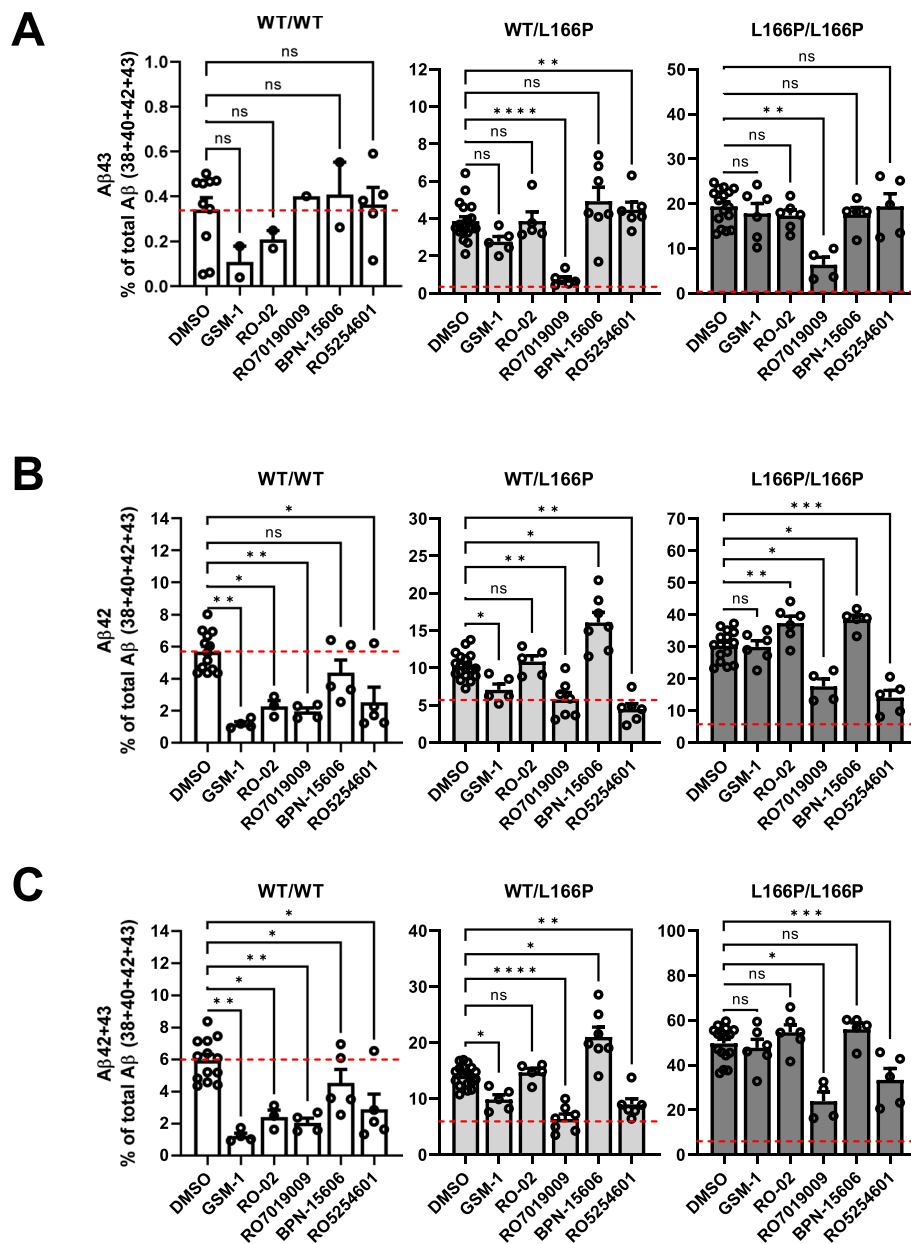 A
WT/WT
WT/L166P
L166P/L166P
Aβ43
% of total Aβ (38+40+42+43)
1.0
0.8
0.6
0.4
0.2
0.0
ns
ns
ns
ns
DMSO
GSM-1
RO-02
RO70190009
BPN-15606
RO5254601
12
10
8
6
4
2
0
**
ns
****
ns
ns
DMSO
GSM-1
RO-02
RO70190009
BPN-15606
RO5254601
50
40
30
20
10
0
ns
ns
**
ns
ns
DMSO
GSM-1
RO-02
RO7019009
BPN-15606
RO5254601
B
WT/WT
WT/L166P
L166P/L166P
Aβ42
% of total Aβ (38+40+42+43)
14
12
10
8
6
4
2
0
*
ns
**
*
**
DMSO
GSM-1
RO-02
RO7019009
BPN-15606
RO5254601
30
25
20
15
10
5
0
**
*
**
ns
*
DMSO
GSM-1
RO-02
RO7019009
BPN-15606
RO5254601
70
60
50
40
30
20
10
0
***
*
*
**
ns
DMSO
GSM-1
RO-02
RO7019009
BPN-15606
RO5254601
C
WT/WT
WT/L166P
L166P/L166P
Aβ42+43
% of total Aβ (38+40+42+43)
14
12
10
8
6
4
2
0
*
*
**
*
**
DMSO
GSM-1
RO-02
RO7019009
BPN-15606
RO5254601
40
30
20
10
0
**
*
****
ns
*
DMSO
GSM-1
RO-02
RO7019009
BPN-15606
RO5254601
100
80
60
40
20
0
***
ns
*
ns
ns
DMSO
GSM-1
RO-02
RO7019009
BPN-15606
RO5254601